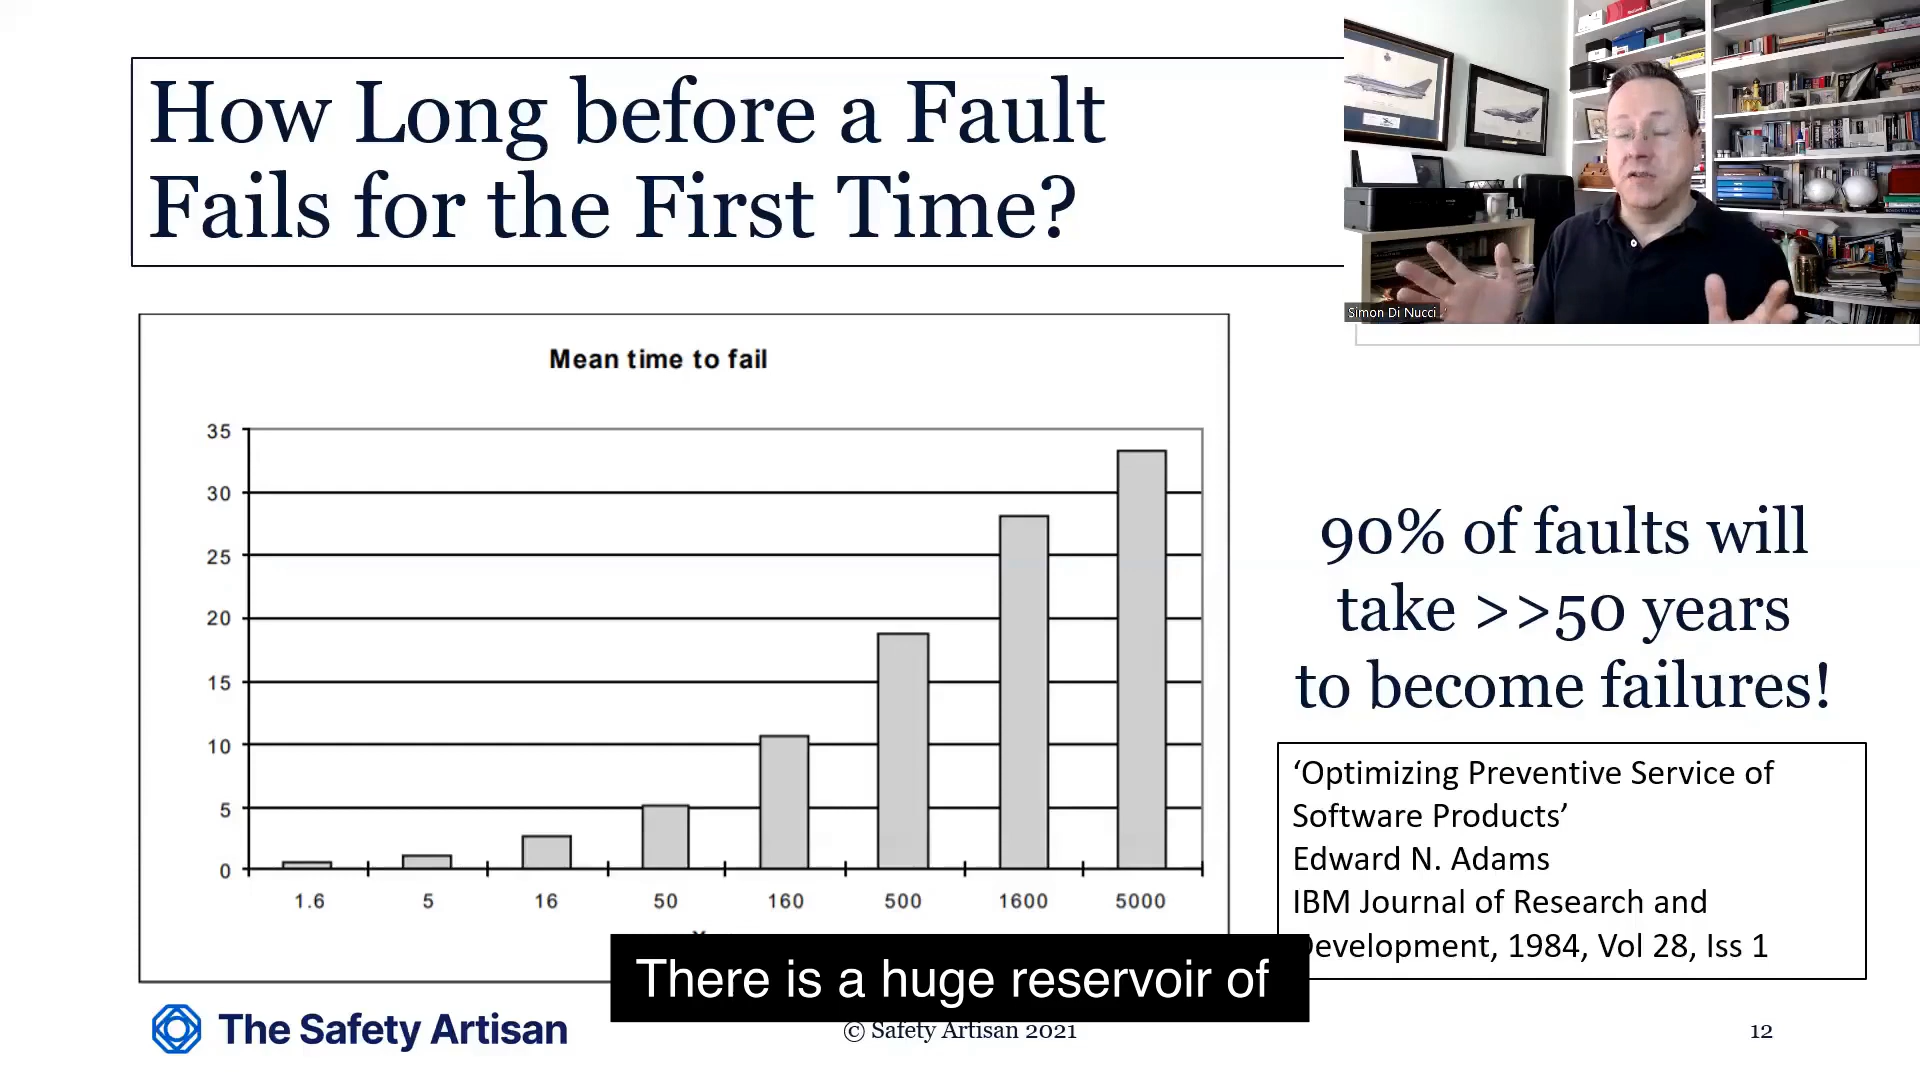 How Long before a Fault
Fails for the First Time?
Simon Di Nucci
Mean time to fail
35
30
25
20
15
10
5
0
1.6 5 16 50 160 500 1600 5000
90% of faults will
take >>50 years
to become failures!
‘Optimizing Preventive Service of
Software Products’
Edward N. Adams
IBM Journal of Research and
Development, 1984, Vol 28, Iss 1
There is a huge reservoir of
The Safety Artisan
© Safety Artisan 2021
12